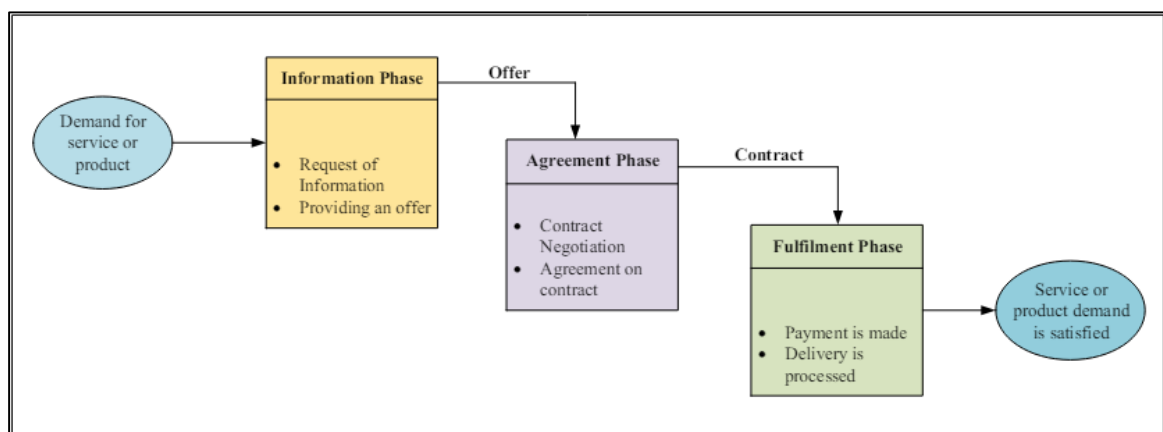 Demand for
service or
product
Information Phase
• Request of
Information
• Providing an offer
Offer
Agreement Phase
• Contract
Negotiation
• Agreement on
contract
Contract
Fulfilment Phase
• Payment is made
• Delivery is
processed
Service or
product demand
is satisfied